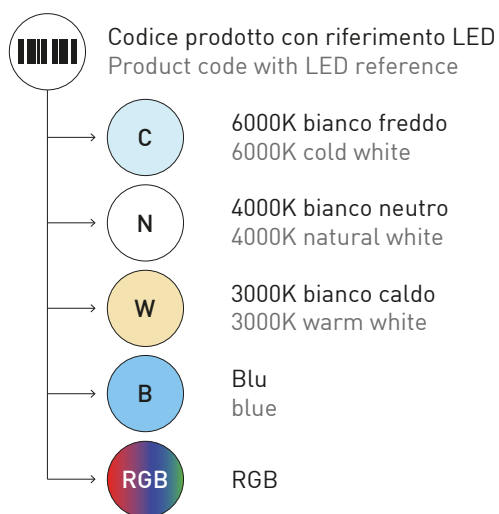 Codice prodotto con riferimento LED
Product code with LED reference
C
6000K bianco freddo
6000K cold white
N
4000K bianco neutro
4000K natural white
W
3000K bianco caldo
3000K warm white
B
Blu
blue
RGB
RGB